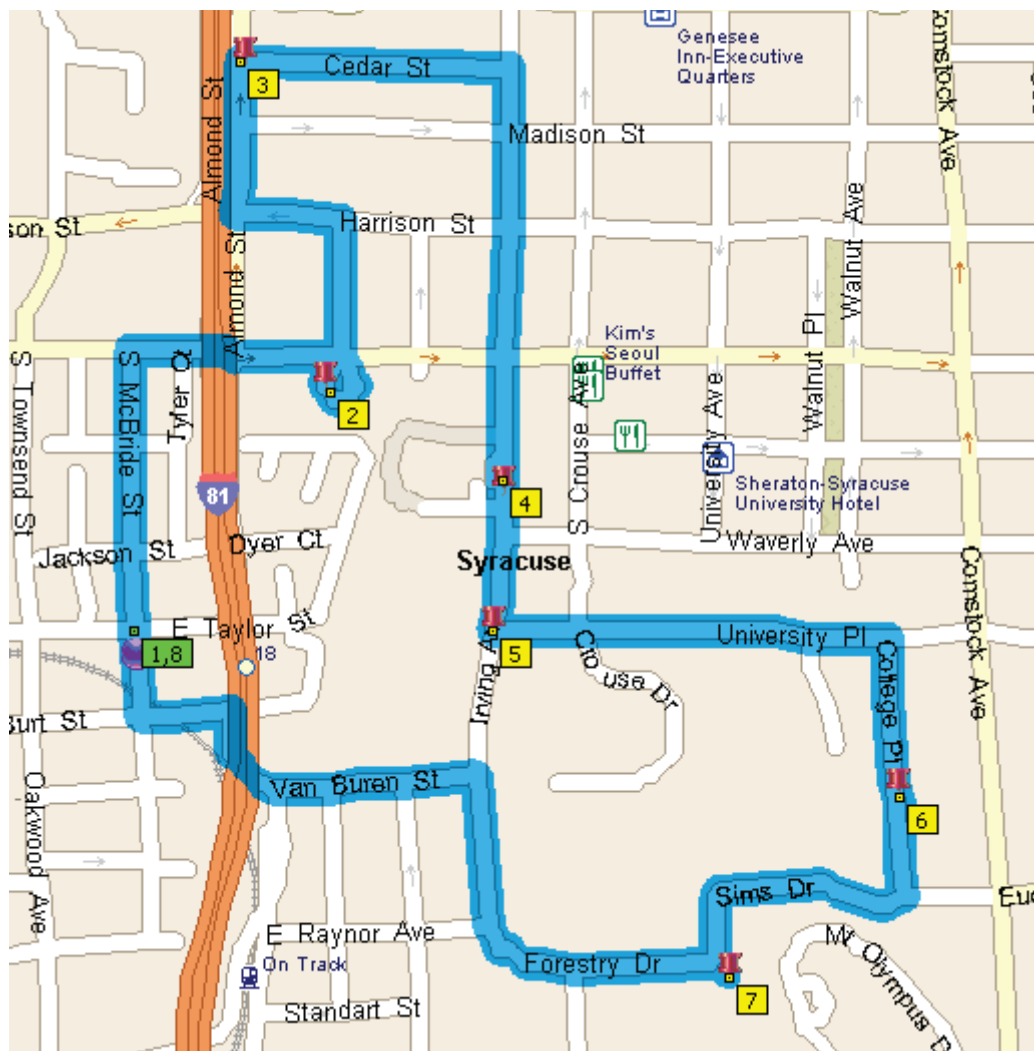 Genesee
Inn-Executive
Quarters
Comstock Ave
Cedar St
3
Almond St
Madison St
Walnut Ave
Harrison St
son St
Almond St
Kim's
Seoul
Buffet
Walnut Pl
S Townsend St
S McBride St
Tyler Ct
2
S Crouse Ave
University Ave
81
4
Sheraton-Syracuse
University Hotel
Jackson St
Dyer Ct
Waverly Ave
Syracuse
Comstock Ave
E Taylor St
1,8
18
5
University Pl
Irving A
Crouse Dr
College Pl
Burt St
Oakwood Ave
Van Buren St
6
Sims Dr
Euc
E Raynor Ave
On Track
Forestry Dr
7
Mt Olympus D
Standart St